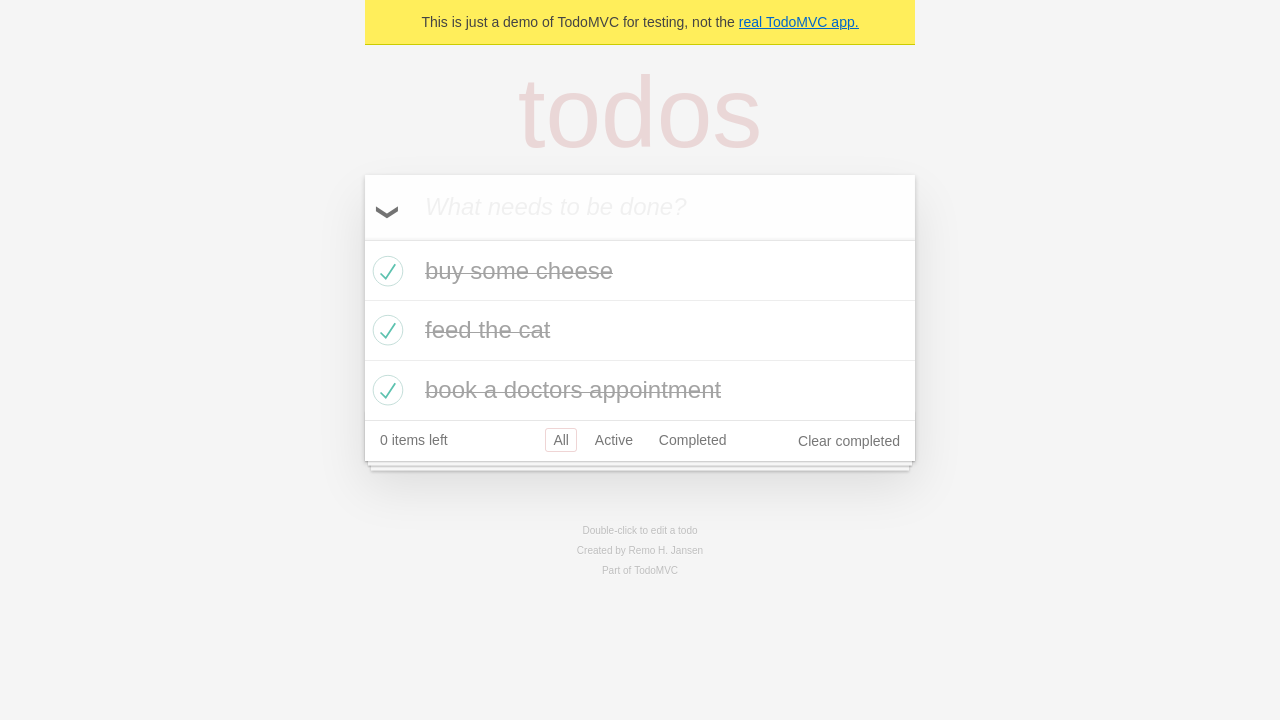 This is just a demo of TodoMVC for testing, not the real TodoMVC app.
todos
What needs to be done?
buy some cheese
feed the cat
book a doctors appointment
0 items left All Active Completed Clear completed
Double-click to edit a todo
Created by Remo H. Jansen
Part of TodoMVC